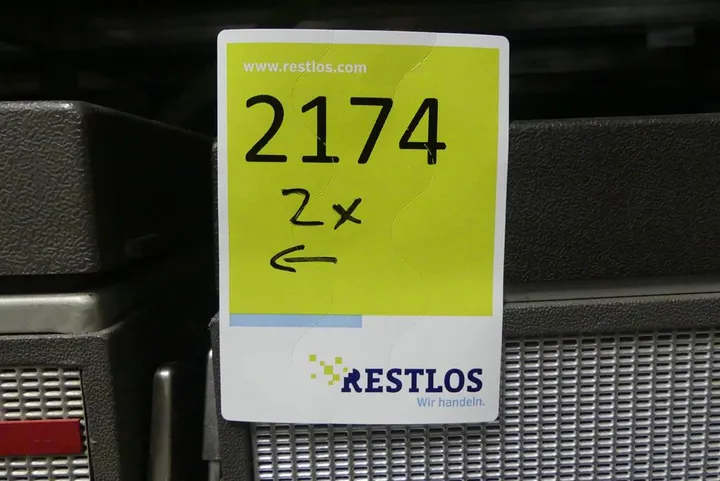 www.restlos.com
2174
2x
←
RESTLOS
Wir handeln.